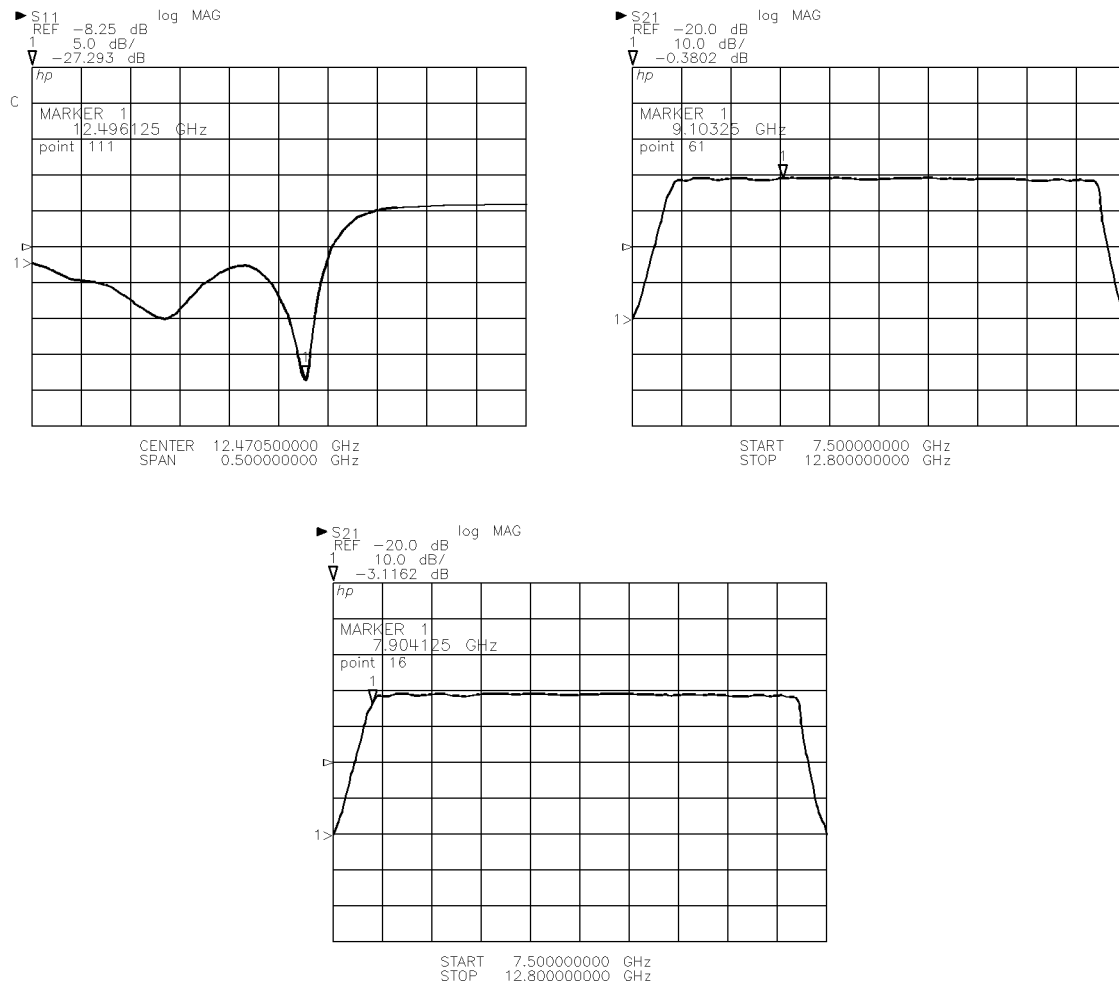 S11 log MAG
REF -8.25 dB
1 5.0 dB/
-27.293 dB
hp
C
MARKER 1
12.496125 GHz
point 111
1
1
CENTER 12.470500000 GHz
SPAN 0.500000000 GHz
S21 log MAG
REF -20.0 dB
1 10.0 dB/
-0.3802 dB
hp
MARKER 1
9.10325 GHz
point 61
1
1
START 7.500000000 GHz
STOP 12.800000000 GHz
S21 log MAG
REF -20.0 dB
1 10.0 dB/
-3.1162 dB
hp
MARKER 1
7.904125 GHz
point 16
1
1
START 7.500000000 GHz
STOP 12.800000000 GHz